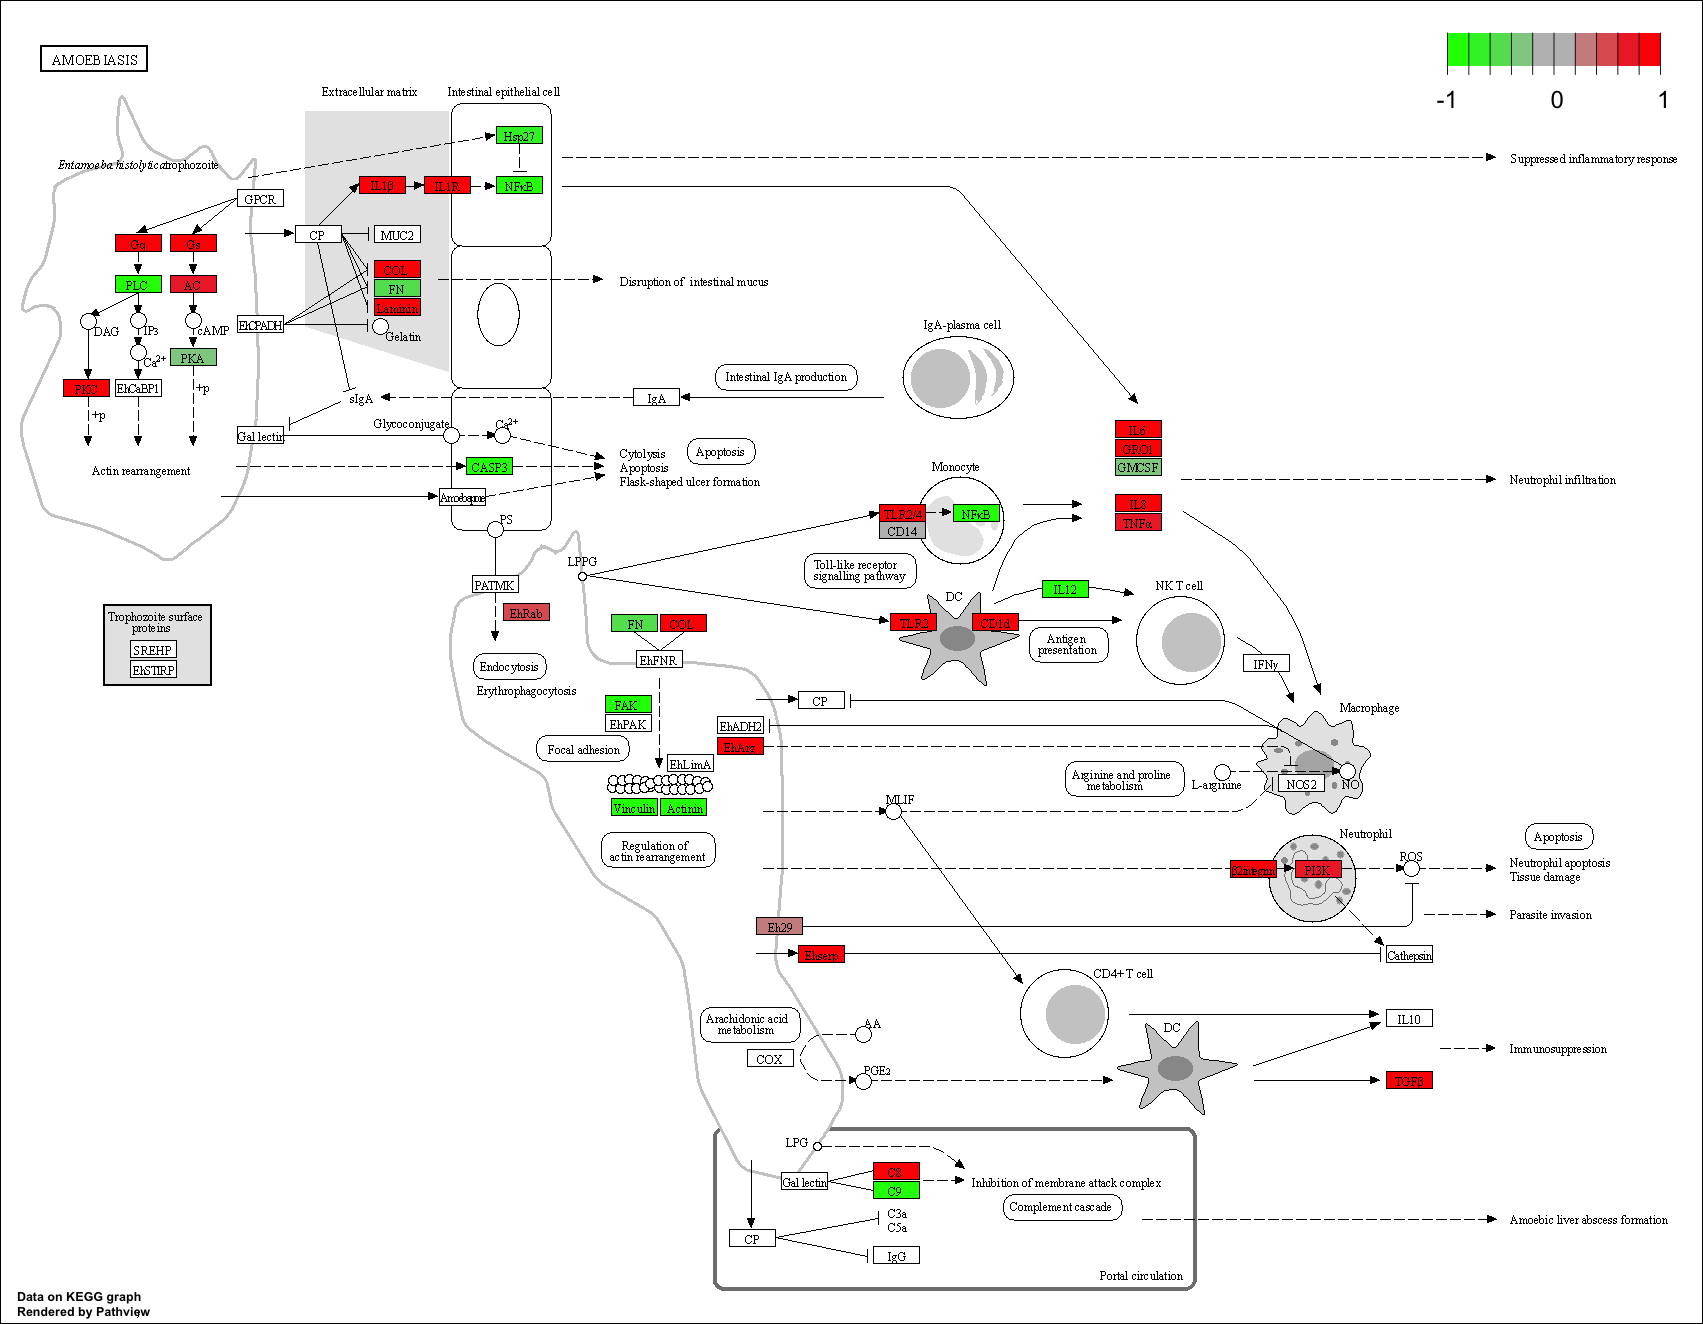 AMOEBIASIS
-1 0 1
Extracellular matrix
Intestinal epithelial cell
Hsp27
Suppressed inflammatory response
Entamoeba histolytica trophozoite
IL1β
IL1R
NFκB
GPCR
CP
MUC2
Gq
Gs
COL
FN
Laminin
Gelatin
Disruption of intestinal mucus
PLC
AC
DAG
IP3
cAMP
EhCPADH
Ca2+
PKA
PKC
EhCaBP1
+p
+p
IgA-plasma cell
Intestinal IgA production
sIgA
IgA
Glycoconjugate
Ca2+
Gal lectin
Actin rearrangement
CASP3
Cytolysis
Apoptosis
Flask-shaped ulcer formation
Apoptosis
Amoebapore
PS
IL6
GRO1
GMCSF
IL8
TNFα
Neutrophil infiltration
Monocyte
TLR2/4
CD14
NFκB
LPPG
Toll-like receptor
signalling pathway
PATMK
EhRab
Endocytosis
Erythrophagocytosis
DC
TLR2
CD1d
IL12
NK T cell
Antigen
presentation
IFNγ
Trophozoite surface
proteins
SREHP
EhSTIRP
FN
COL
EhFNR
FAK
EhPAK
Focal adhesion
EhLimA
Vinculin
Actinin
Regulation of
actin rearrangement
CP
EhADH2
EhArg
Macrophage
Arginine and proline
metabolism
L-arginine
NOS2
NO
MLIF
Neutrophil
β2integrin
PI3K
ROS
Apoptosis
Neutrophil apoptosis
Tissue damage
Eh29
Parasite invasion
Ehserp
Cathepsin
CD4+ T cell
Arachidonic acid
metabolism
AA
COX
PGE2
DC
IL10
Immunosuppression
TGFβ
LPG
Gal lectin
C8
C9
Inhibition of membrane attack complex
Complement cascade
C3a
C5a
CP
IgG
Amoebic liver abscess formation
Portal circulation
Data on KEGG graph
Rendered by Pathview